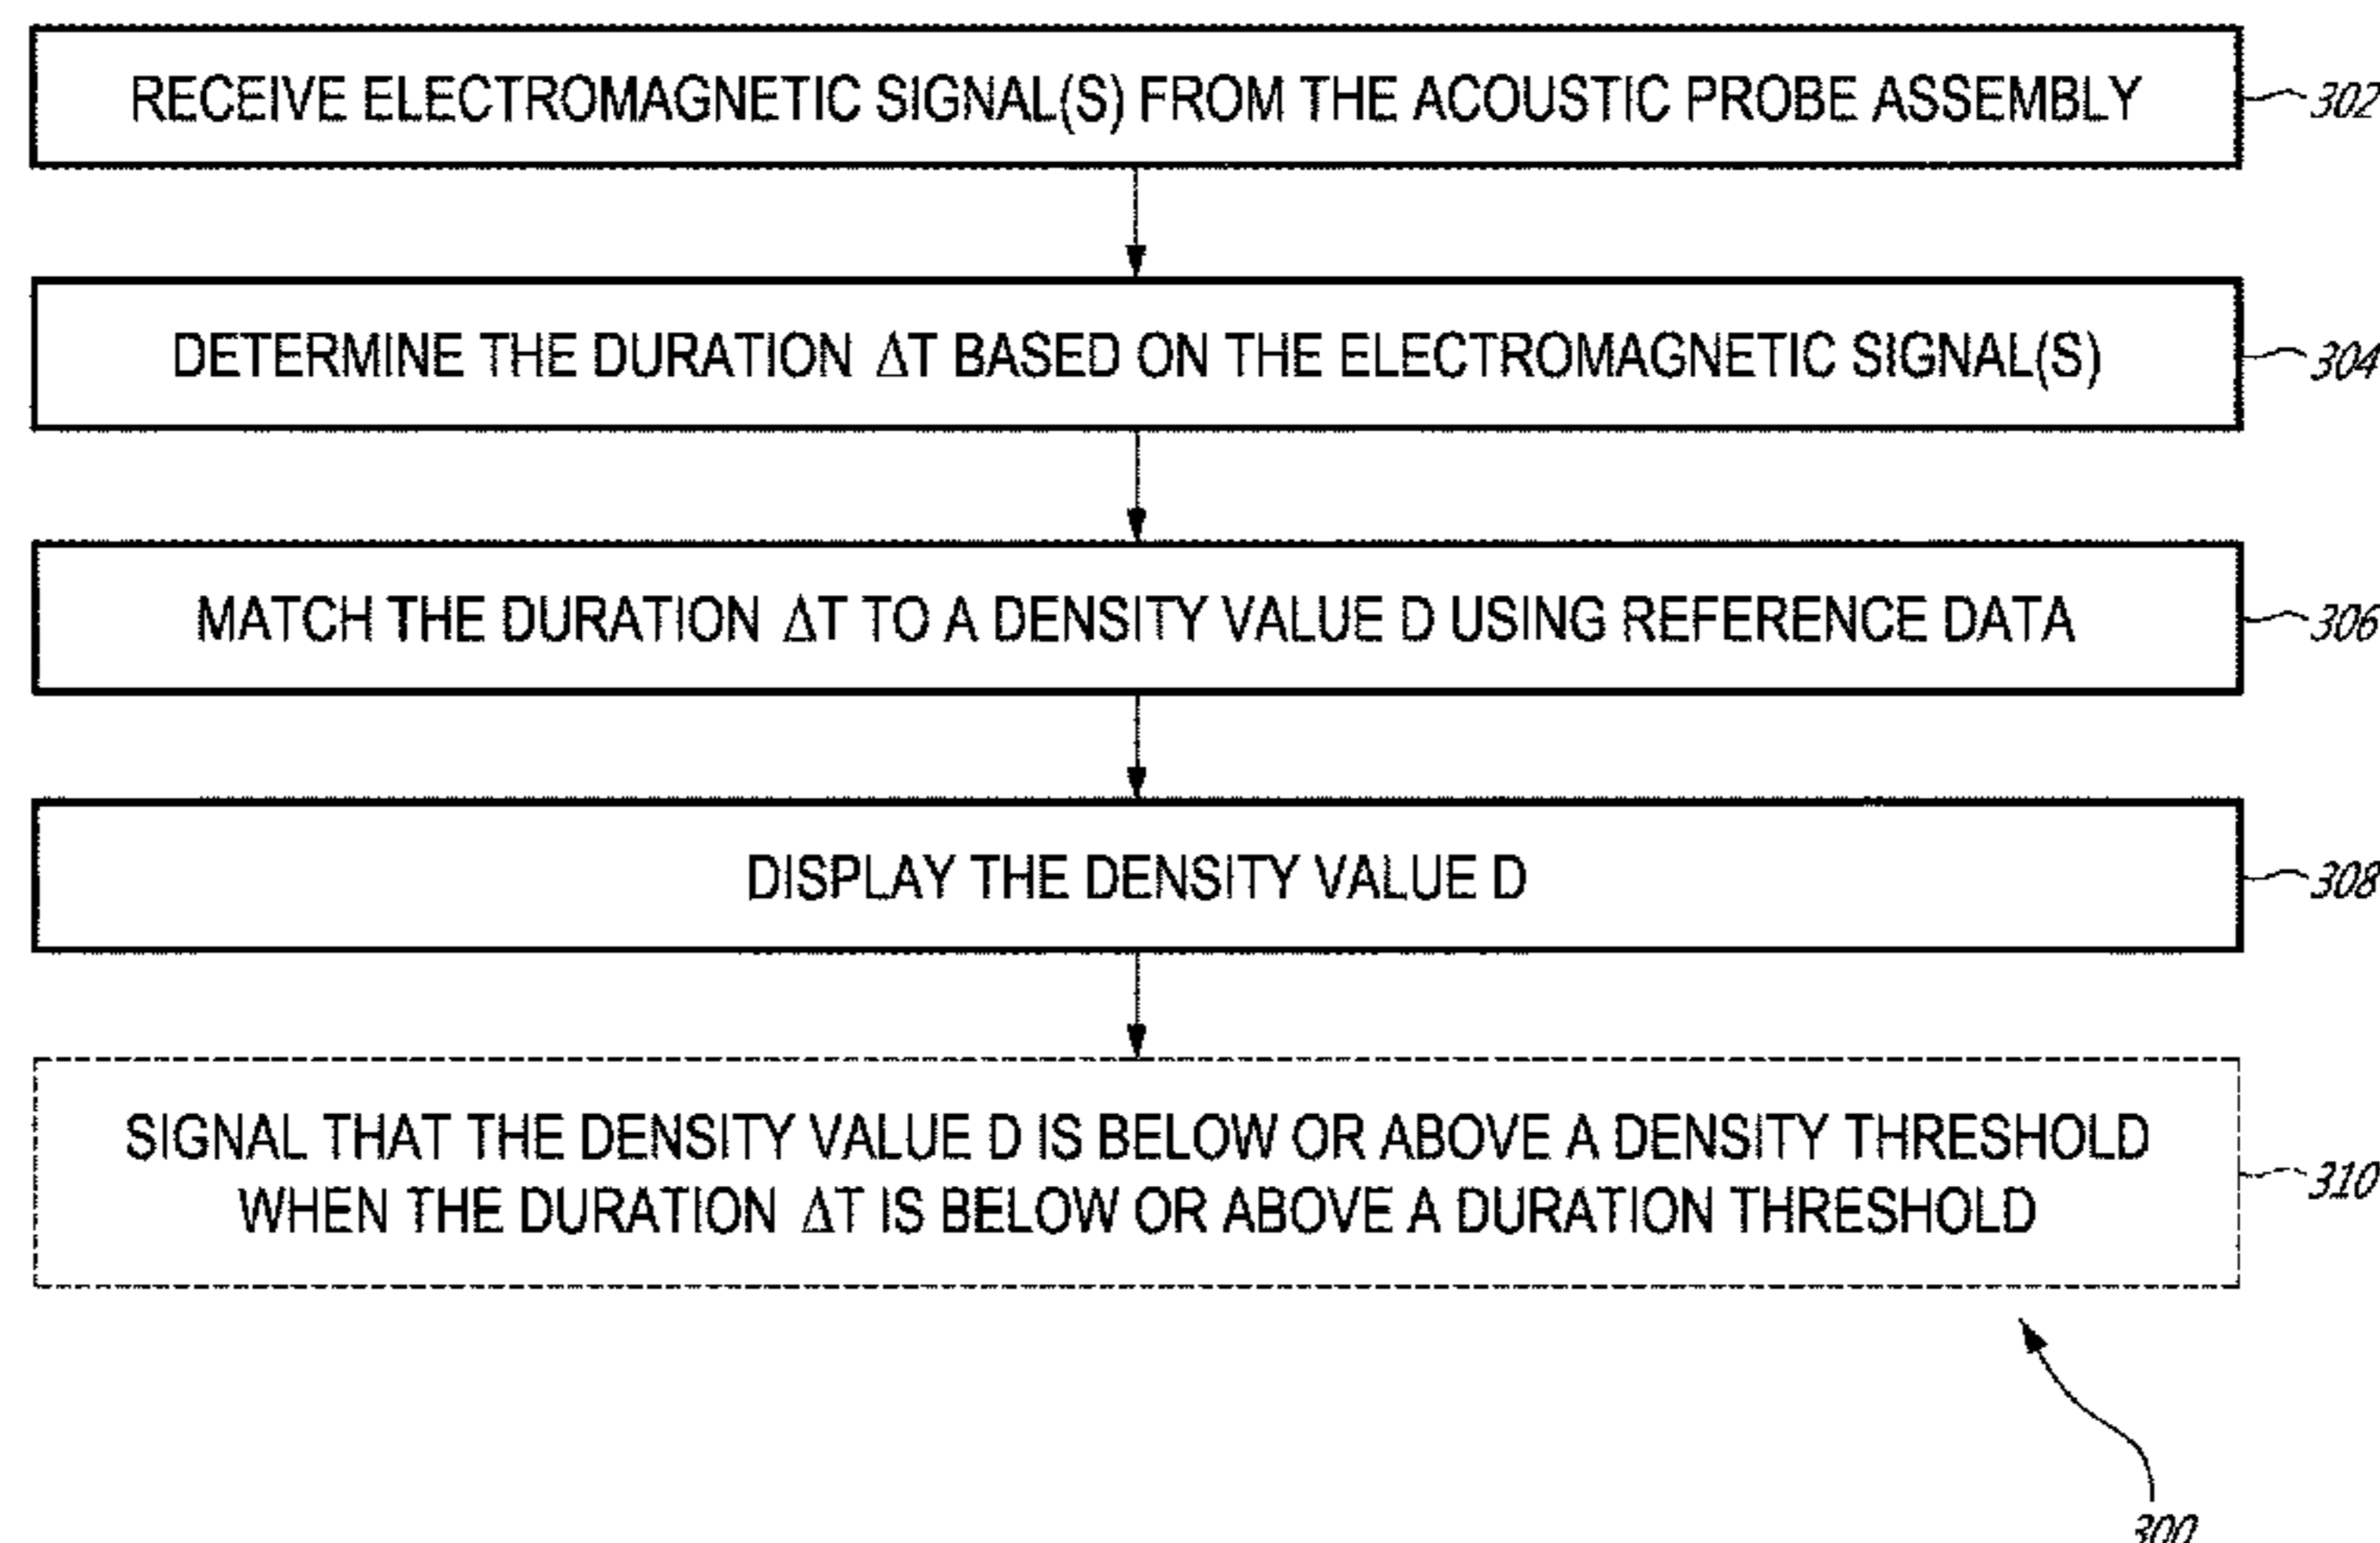 RECEIVE ELECTROMAGNETIC SIGNAL(S) FROM THE ACOUSTIC PROBE ASSEMBLY
302
DETERMINE THE DURATION ΔT BASED ON THE ELECTROMAGNETIC SIGNAL(S)
304
MATCH THE DURATION ΔT TO A DENSITY VALUE D USING REFERENCE DATA
306
DISPLAY THE DENSITY VALUE D
308
SIGNAL THAT THE DENSITY VALUE D IS BELOW OR ABOVE A DENSITY THRESHOLD
WHEN THE DURATION ΔT IS BELOW OR ABOVE A DURATION THRESHOLD
310
300